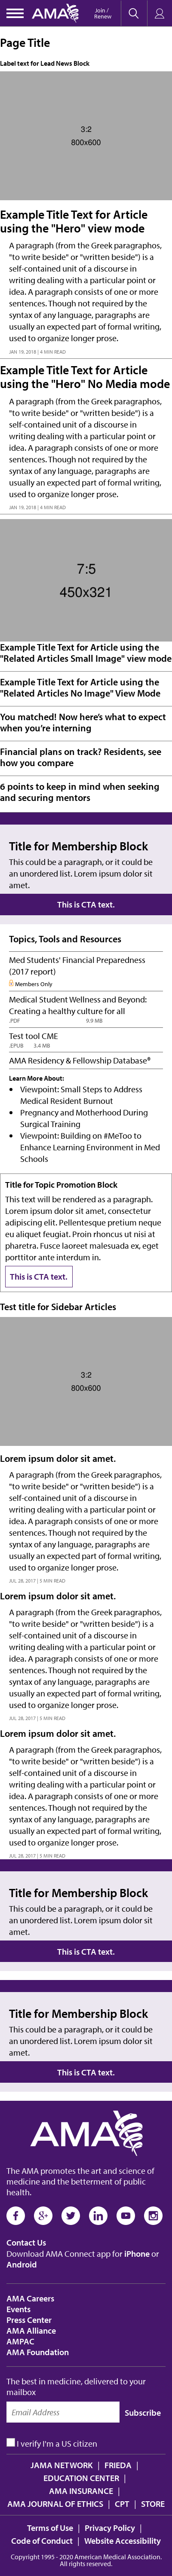 AMA
Join /
Renew
Page Title
Label text for Lead News Block
3:2
800x600
Example Title Text for Article
using the "Hero" view mode
A paragraph (from the Greek paragraphos,
"to write beside" or "written beside") is a
self-contained unit of a discourse in
writing dealing with a particular point or
idea. A paragraph consists of one or more
sentences. Though not required by the
syntax of any language, paragraphs are
usually an expected part of formal writing,
used to organize longer prose.
JAN 19, 2018 | 4 MIN READ
Example Title Text for Article
using the "Hero" No Media mode
A paragraph (from the Greek paragraphos,
"to write beside" or "written beside") is a
self-contained unit of a discourse in
writing dealing with a particular point or
idea. A paragraph consists of one or more
sentences. Though not required by the
syntax of any language, paragraphs are
usually an expected part of formal writing,
used to organize longer prose.
JAN 19, 2018 | 4 MIN READ
7:5
450x321
Example Title Text for Article using the
"Related Articles Small Image" view mode
Example Title Text for Article using the
"Related Articles No Image" View Mode
You matched! Now here's what to expect
when you're interning
Financial plans on track? Residents, see
how you compare
6 points to keep in mind when seeking
and securing mentors
Title for Membership Block
This could be a paragraph, or it could be
an unordered list. Lorem ipsum dolor sit
amet.
This is CTA text.
Topics, Tools and Resources
Med Students' Financial Preparedness
(2017 report)
Members Only
Medical Student Wellness and Beyond:
Creating a healthy culture for all
.PDF 9.9 MB
Test tool CME
.EPUB 3.4 MB
AMA Residency & Fellowship Database®
Learn More About:
• Viewpoint: Small Steps to Address
Medical Resident Burnout
• Pregnancy and Motherhood During
Surgical Training
• Viewpoint: Building on #MeToo to
Enhance Learning Environment in Med
Schools
Title for Topic Promotion Block
This text will be rendered as a paragraph.
Lorem ipsum dolor sit amet, consectetur
adipiscing elit. Pellentesque pretium neque
eu aliquet feugiat. Proin rhoncus ut nisi at
pharetra. Fusce laoreet malesuada ex, eget
porttitor ante interdum in.
This is CTA text.
Test title for Sidebar Articles
3:2
800x600
Lorem ipsum dolor sit amet.
A paragraph (from the Greek paragraphos,
"to write beside" or "written beside") is a
self-contained unit of a discourse in
writing dealing with a particular point or
idea. A paragraph consists of one or more
sentences. Though not required by the
syntax of any language, paragraphs are
usually an expected part of formal writing,
used to organize longer prose.
JUL 28, 2017 | 5 MIN READ
Lorem ipsum dolor sit amet.
A paragraph (from the Greek paragraphos,
"to write beside" or "written beside") is a
self-contained unit of a discourse in
writing dealing with a particular point or
idea. A paragraph consists of one or more
sentences. Though not required by the
syntax of any language, paragraphs are
usually an expected part of formal writing,
used to organize longer prose.
JUL 28, 2017 | 5 MIN READ
Lorem ipsum dolor sit amet.
A paragraph (from the Greek paragraphos,
"to write beside" or "written beside") is a
self-contained unit of a discourse in
writing dealing with a particular point or
idea. A paragraph consists of one or more
sentences. Though not required by the
syntax of any language, paragraphs are
usually an expected part of formal writing,
used to organize longer prose.
JUL 28, 2017 | 5 MIN READ
Title for Membership Block
This could be a paragraph, or it could be
an unordered list. Lorem ipsum dolor sit
amet.
This is CTA text.
Title for Membership Block
This could be a paragraph, or it could be
an unordered list. Lorem ipsum dolor sit
amet.
This is CTA text.
AMA
The AMA promotes the art and science of
medicine and the betterment of public
health.
Contact Us
Download AMA Connect app for iPhone or
Android
AMA Careers
Events
Press Center
AMA Alliance
AMPAC
AMA Foundation
The best in medicine, delivered to your
mailbox
Email Address
Subscribe
I verify I'm a US citizen
JAMA NETWORK | FRIEDA |
EDUCATION CENTER |
AMA INSURANCE |
AMA JOURNAL OF ETHICS | CPT | STORE
Terms of Use | Privacy Policy |
Code of Conduct | Website Accessibility
Copyright 1995 - 2020 American Medical Association.
All rights reserved.